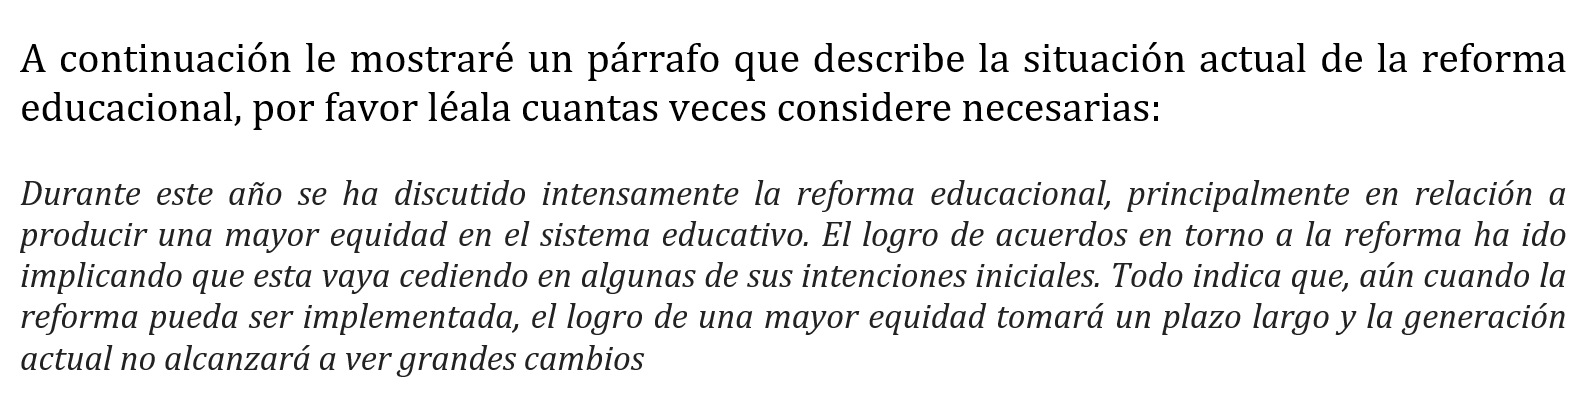 A continuación le mostraré un párrafo que describe la situación actual de la reforma
educacional, por favor léala cuantas veces considere necesarias:
Durante este año se ha discutido intensamente la reforma educacional, principalmente en relación a
producir una mayor equidad en el sistema educativo. El logro de acuerdos en torno a la reforma ha ido
implicando que esta vaya cediendo en algunas de sus intenciones iniciales. Todo indica que, aún cuando la
reforma pueda ser implementada, el logro de una mayor equidad tomará un plazo largo y la generación
actual no alcanzará a ver grandes cambios